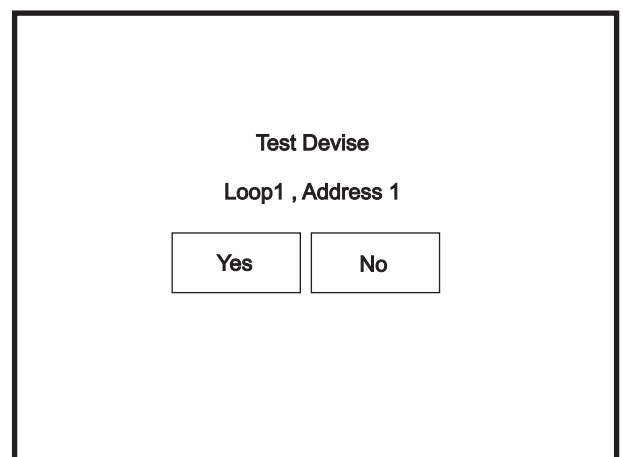 Test Devise
Loop1 , Address 1
Yes No